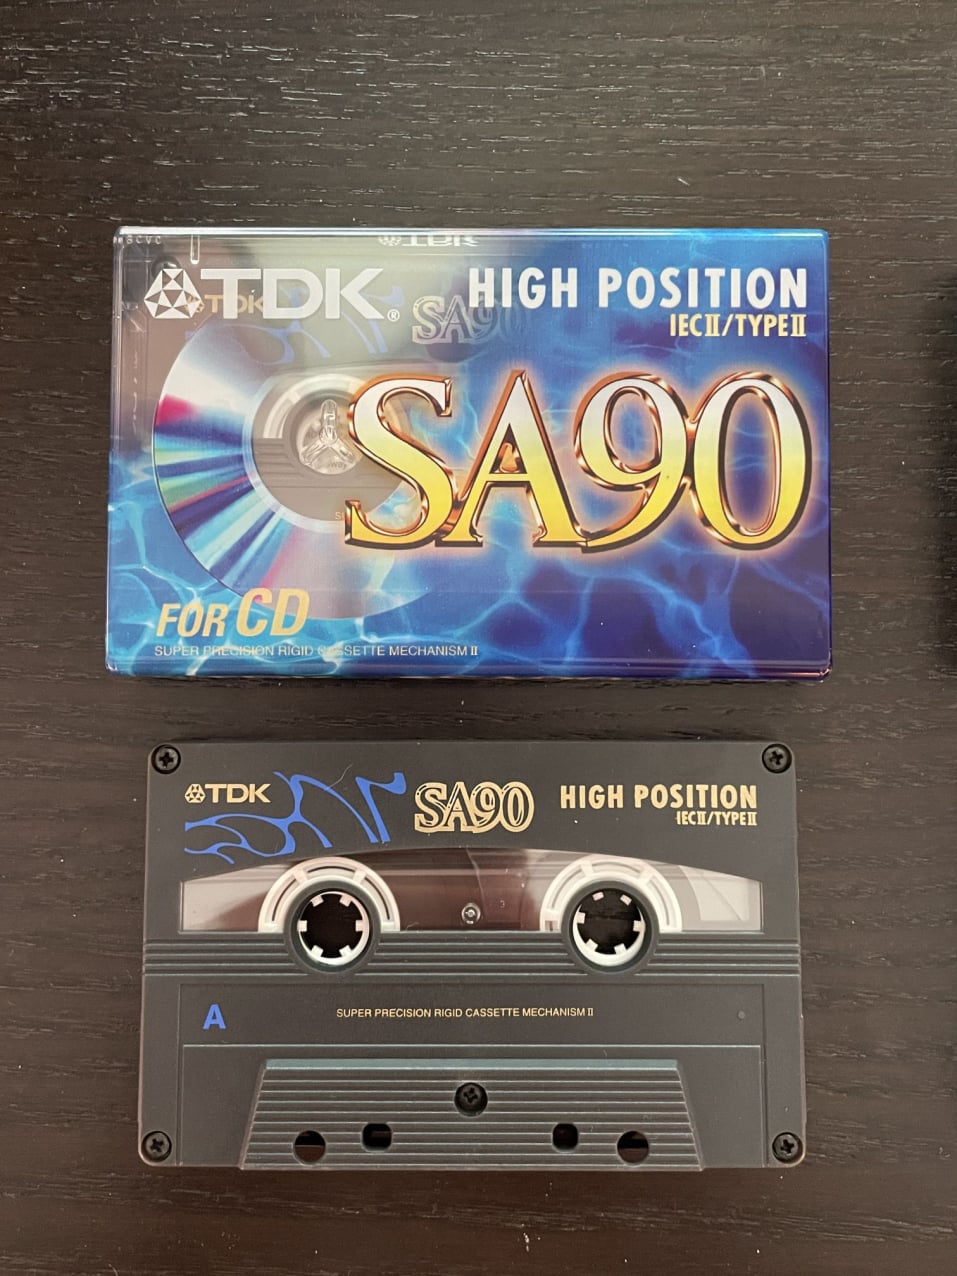 TDK®
HIGH POSITION
IECII/TYPEII
TDK
SA90
SA90
FOR CD
SUPER PRECISION RIGID CASSETTE MECHANISM II
TDK
SA90
HIGH POSITION
IECII/TYPEII
A
SUPER PRECISION RIGID CASSETTE MECHANISM II